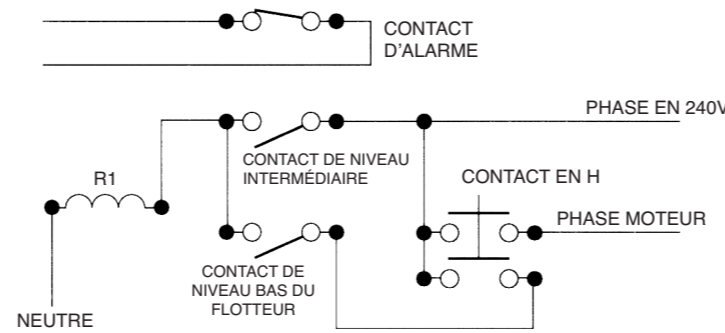 CONTACT
D'ALARME
PHASE EN 240V
CONTACT DE NIVEAU
INTERMÉDIAIRE
R1
CONTACT EN H
PHASE MOTEUR
CONTACT DE
NIVEAU BAS DU
FLOTTEUR
NEUTRE